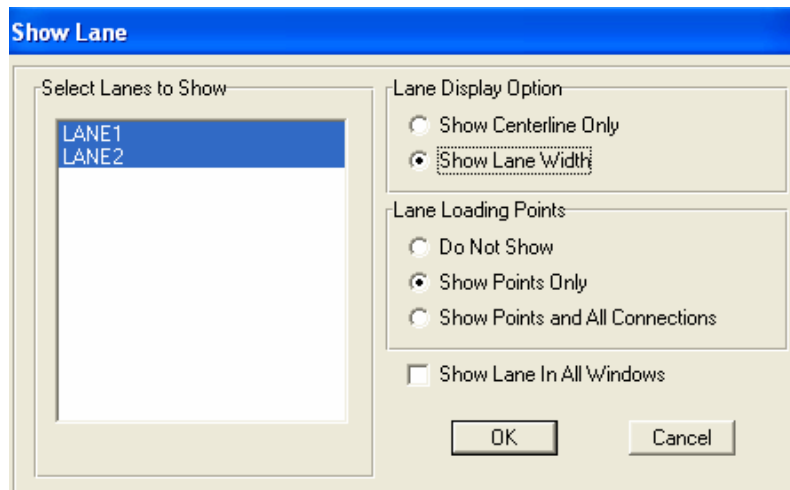 Show Lane
Select Lanes to Show
LANE1
LANE2
Lane Display Option
Show Centerline Only
Show Lane Width
Lane Loading Points
Do Not Show
Show Points Only
Show Points and All Connections
Show Lane In All Windows
OK
Cancel